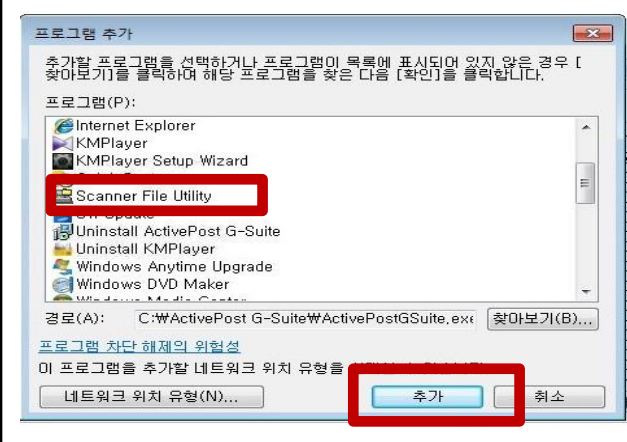 프로그램 추가
추가할 프로그램을 선택하거나 프로그램이 목록에 표시되어 있지 않은 경우 [
찾아보기]를 클릭하여 해당 프로그램을 찾은 다음 [확인]을 클릭합니다.
프로그램(P):
Internet Explorer
KMPlayer
KMPlayer Setup Wizard
Scanner File Utility
Uninstall ActivePost G-Suite
Uninstall KMPlayer
Windows Anytime Upgrade
Windows DVD Maker
Windows Media Center
경로(A): C:₩ActivePost G-Suite₩ActivePostGSuite,exe 찾아보기(B)...
프로그램 차단 해제의 위험성
이 프로그램을 추가할 네트워크 위치 유형을
네트워크 위치 유형(N)... 추가 취소